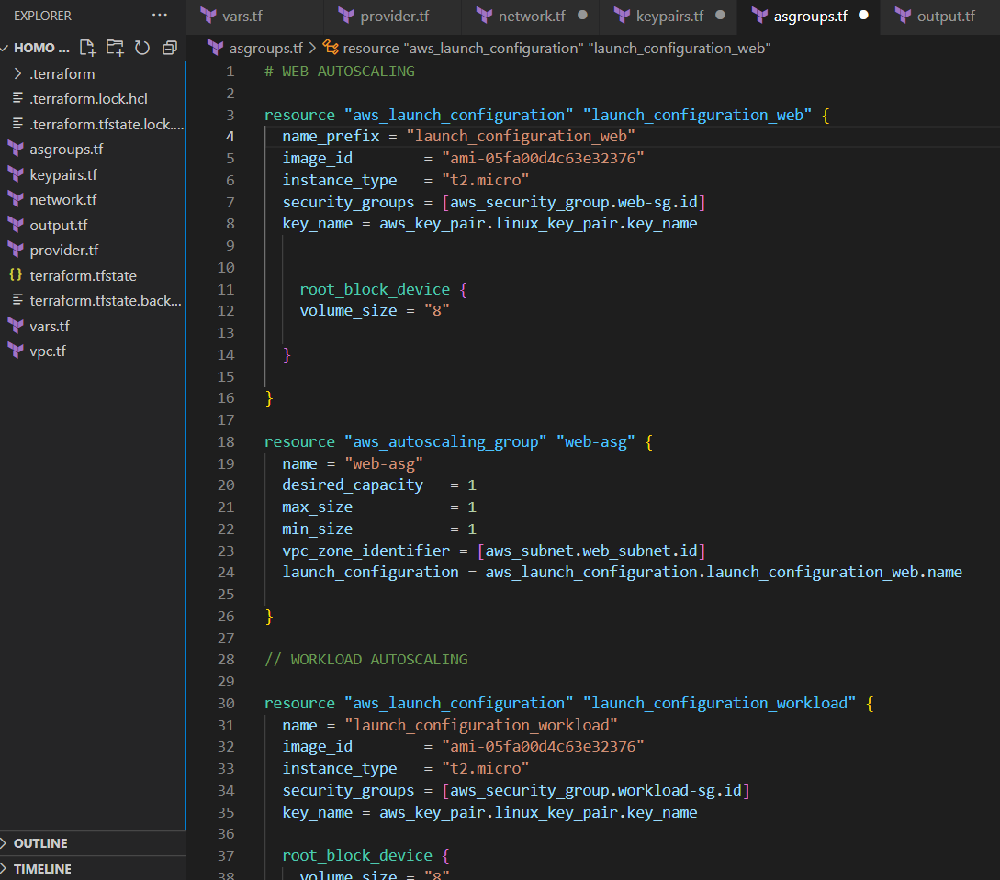 EXPLORER ...
HOMO ...
.terraform
.terraform.lock.hcl
.terraform.tfstate.lock....
asgroups.tf
keypairs.tf
network.tf
output.tf
provider.tf
terraform.tfstate
terraform.tfstate.back...
vars.tf
vpc.tf
OUTLINE
TIMELINE
vars.tf provider.tf network.tf keypairs.tf asgroups.tf output.tf
asgroups.tf > resource "aws_launch_configuration" "launch_configuration_web"
1 # WEB AUTOSCALING
2
3 resource "aws_launch_configuration" "launch_configuration_web" {
4 name_prefix = "launch_configuration_web"
5 image_id = "ami-05fa00d4c63e32376"
6 instance_type = "t2.micro"
7 security_groups = [aws_security_group.web-sg.id]
8 key_name = aws_key_pair.linux_key_pair.key_name
9
10
11 root_block_device {
12 volume_size = "8"
13
14 }
15
16 }
17
18 resource "aws_autoscaling_group" "web-asg" {
19 name = "web-asg"
20 desired_capacity = 1
21 max_size = 1
22 min_size = 1
23 vpc_zone_identifier = [aws_subnet.web_subnet.id]
24 launch_configuration = aws_launch_configuration.launch_configuration_web.name
25
26 }
27
28 // WORKLOAD AUTOSCALING
29
30 resource "aws_launch_configuration" "launch_configuration_workload" {
31 name = "launch_configuration_workload"
32 image_id = "ami-05fa00d4c63e32376"
33 instance_type = "t2.micro"
34 security_groups = [aws_security_group.workload-sg.id]
35 key_name = aws_key_pair.linux_key_pair.key_name
36
37 root_block_device {
38 volume_size = "8"